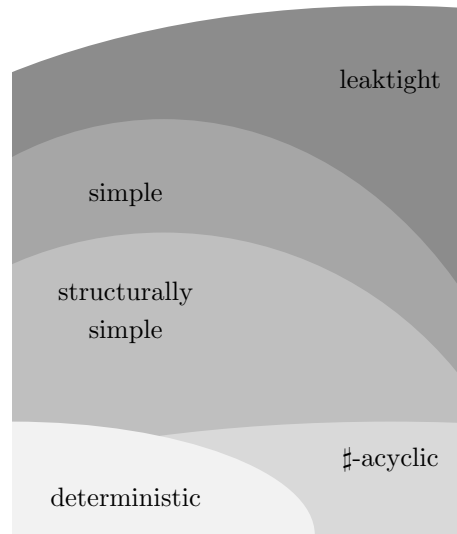 leaktight
simple
structurally
simple
♯-acyclic
deterministic